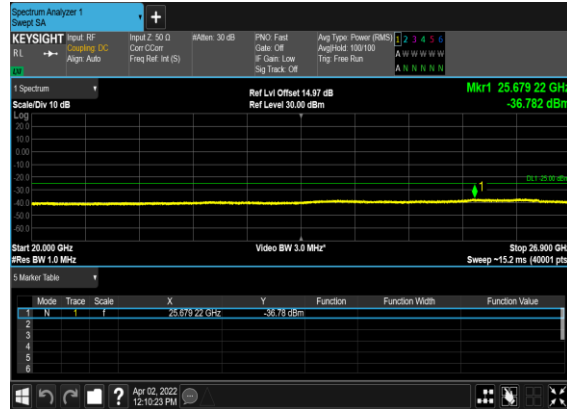 Spectrum Analyzer 1
Swept SA
+
KEYSIGHT Input: RF Input Z: 50 Ω #Atten: 30 dB PNO: Fast Avg Type: Power (RMS) 1 2 3 4 5 6
RL Coupling: DC Corr CCorr Gate: Off Avg|Hold: 100/100 A W W W W W
Align: Auto Freq Ref: Int (S) IF Gain: Low Trig: Free Run
Sig Track: Off A N N N N N
1 Spectrum Ref Lvl Offset 14.97 dB Mkr1 25.679 22 GHz
Scale/Div 10 dB Ref Level 30.00 dBm -36.782 dBm
Log
20.0
10.0
0.00
-10.0
-20.0
DL1 -25.00 dBm
-30.0 1
-40.0
-50.0
-60.0
Start 20.000 GHz Video BW 3.0 MHz* Stop 26.900 GHz
#Res BW 1.0 MHz Sweep ~15.2 ms (40001 pts)
5 Marker Table
Mode Trace Scale X Y Function Function Width Function Value
1 N 1 f 25.679 22 GHz -36.78 dBm
2
3
4
5
6
? Apr 02, 2022
12:10:23 PM